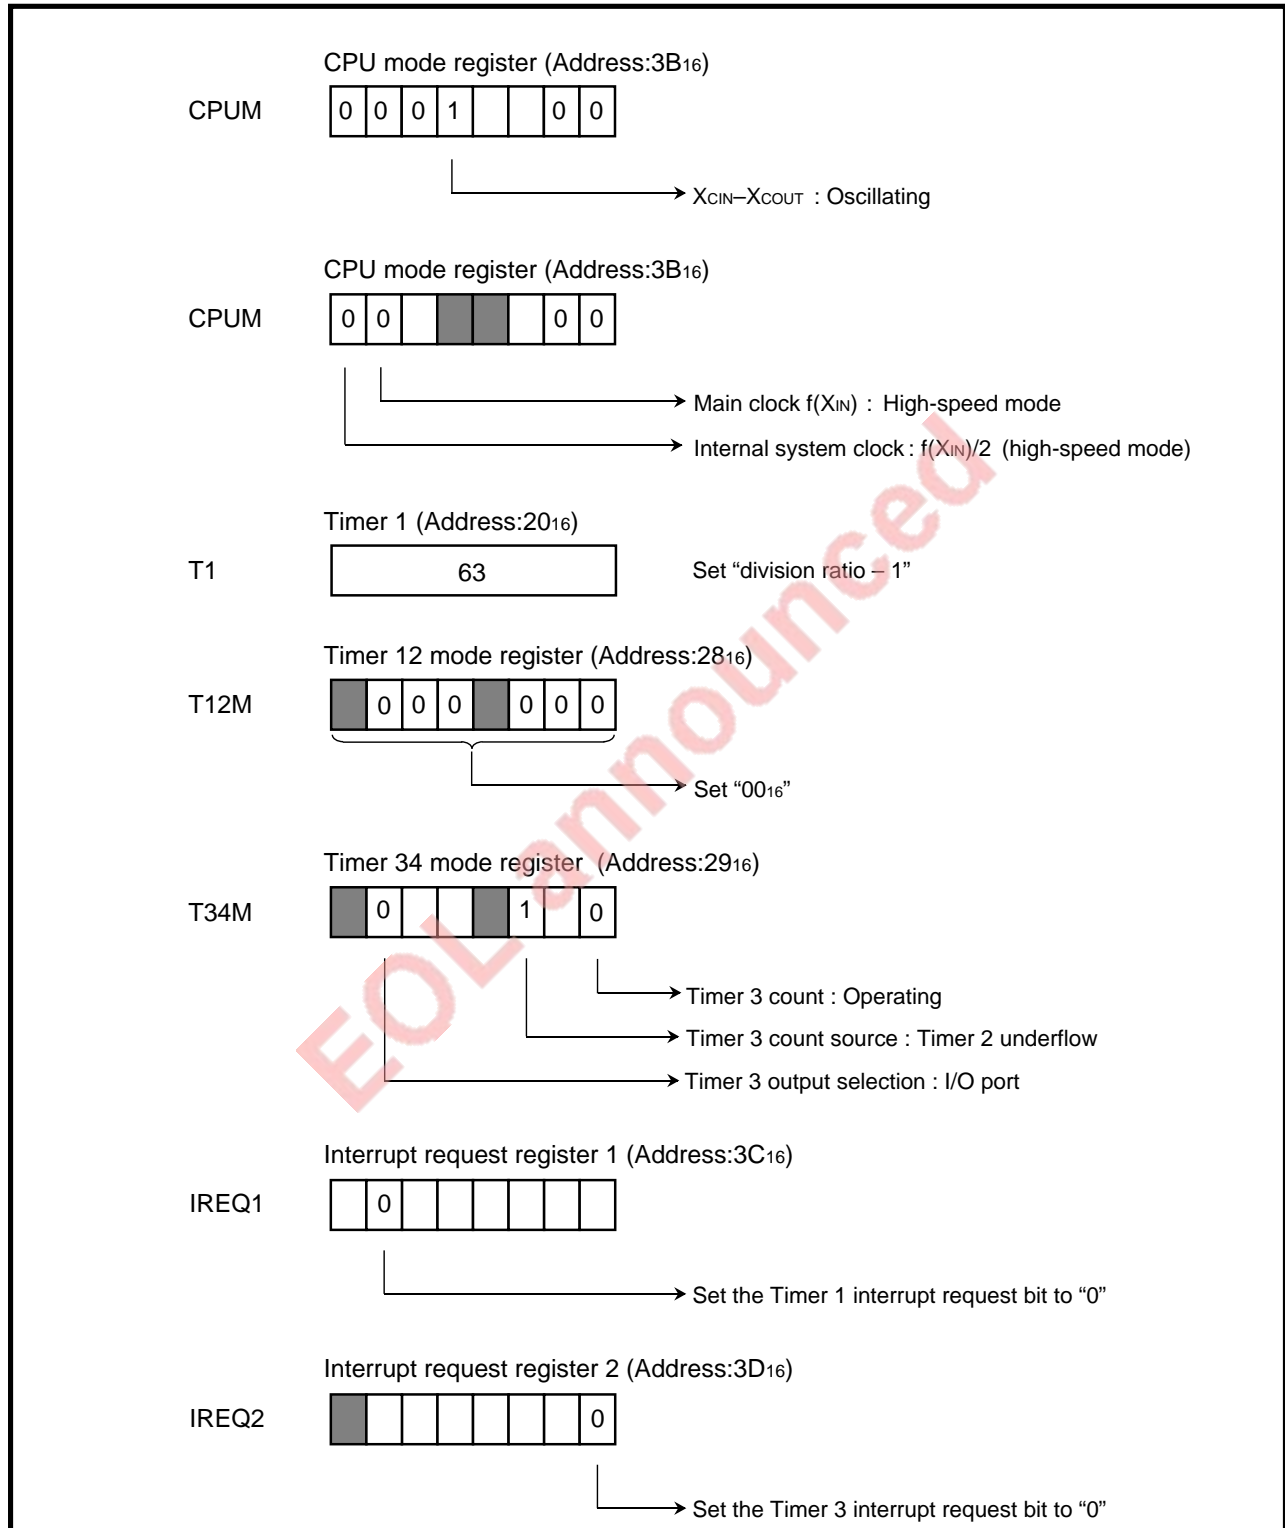 CPU mode register (Address:3B16)
CPUM 0 0 0 1 0 0
XCIN–XCOUT : Oscillating
CPU mode register (Address:3B16)
CPUM 0 0 0 0
Main clock f(XIN) : High-speed mode
Internal system clock : f(XIN)/2 (high-speed mode)
Timer 1 (Address:2016)
T1 63 Set “division ratio – 1”
Timer 12 mode register (Address:2816)
T12M 0 0 0 0 0 0
Set “0016”
Timer 34 mode register (Address:2916)
T34M 0 1 0
Timer 3 count : Operating
Timer 3 count source : Timer 2 underflow
Timer 3 output selection : I/O port
Interrupt request register 1 (Address:3C16)
IREQ1 0
Set the Timer 1 interrupt request bit to “0”
Interrupt request register 2 (Address:3D16)
IREQ2 0
Set the Timer 3 interrupt request bit to “0”
EOL announced